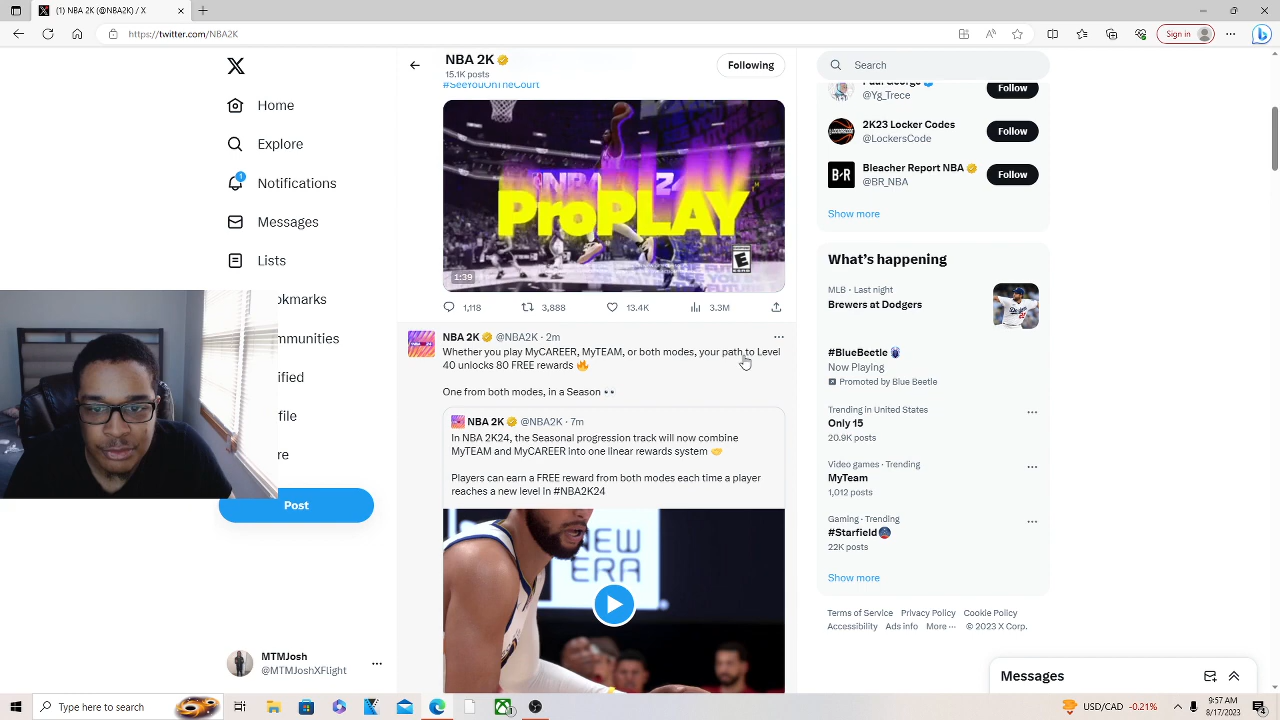 (1) NBA 2K (@NBA2K) / X
https://twitter.com/NBA2K
Sign in
NBA 2K
15.1K posts
Following
Search
Home
Explore
Notifications
1
Messages
Lists
okmarks
mmunities
ified
file
re
Post
MTMJosh
@MTMJoshXFlight
#SeeYouOnTheCourt
NBA 24
ProPLAY
E
1:39
1,118
3,888
13.4K
3.3M
NBA 2K @NBA2K · 2m
Whether you play MyCAREER, MyTEAM, or both modes, your path to Level
40 unlocks 80 FREE rewards 🔥
One from both modes, in a Season 👀
NBA 2K @NBA2K · 7m
In NBA 2K24, the Seasonal progression track will now combine
MyTEAM and MyCAREER into one linear rewards system 🤝
Players can earn a FREE reward from both modes each time a player
reaches a new level in #NBA2K24
NEW
ERA
@Yg_Trece
Follow
2K23 Locker Codes
@LockersCode
Follow
B/R
Bleacher Report NBA
@BR_NBA
Follow
Show more
What's happening
MLB · Last night
Brewers at Dodgers
#BlueBeetle
Now Playing
Promoted by Blue Beetle
Trending in United States
Only 15
20.9K posts
Video games · Trending
MyTeam
1,012 posts
Gaming · Trending
#Starfield
22K posts
Show more
Terms of Service Privacy Policy Cookie Policy
Accessibility Ads info More ··· © 2023 X Corp.
Messages
Type here to search
USD/CAD -0.21%
9:57 AM
8/17/2023